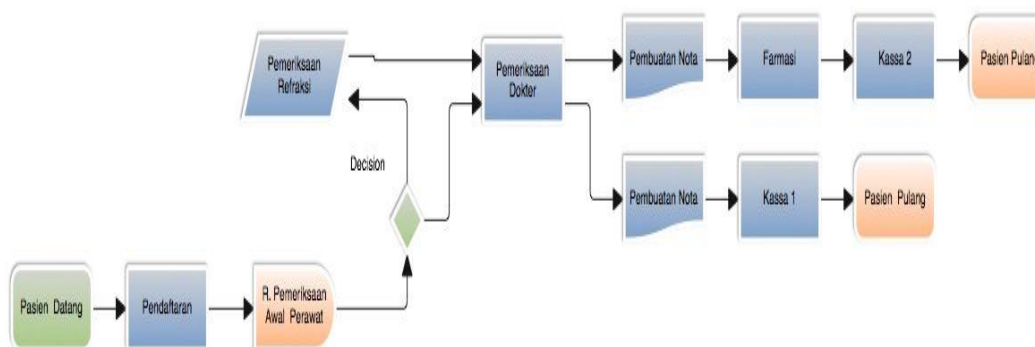 Pemeriksaan
Refraksi
Pemeriksaan
Dokter
Pembuatan Nota
Farmasi
Kassa 2
Pasien Pulang
Decision
Pembuatan Nota
Kassa 1
Pasien Pulang
Pasien Datang
Pendaftaran
R. Pemeriksaan
Awal Perawat